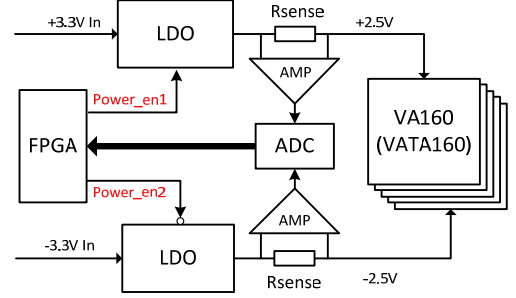 +3.3V In
LDO
Rsense
+2.5V
AMP
Power_en1
FPGA
ADC
VA160
(VATA160)
Power_en2
AMP
-3.3V In
LDO
Rsense
-2.5V